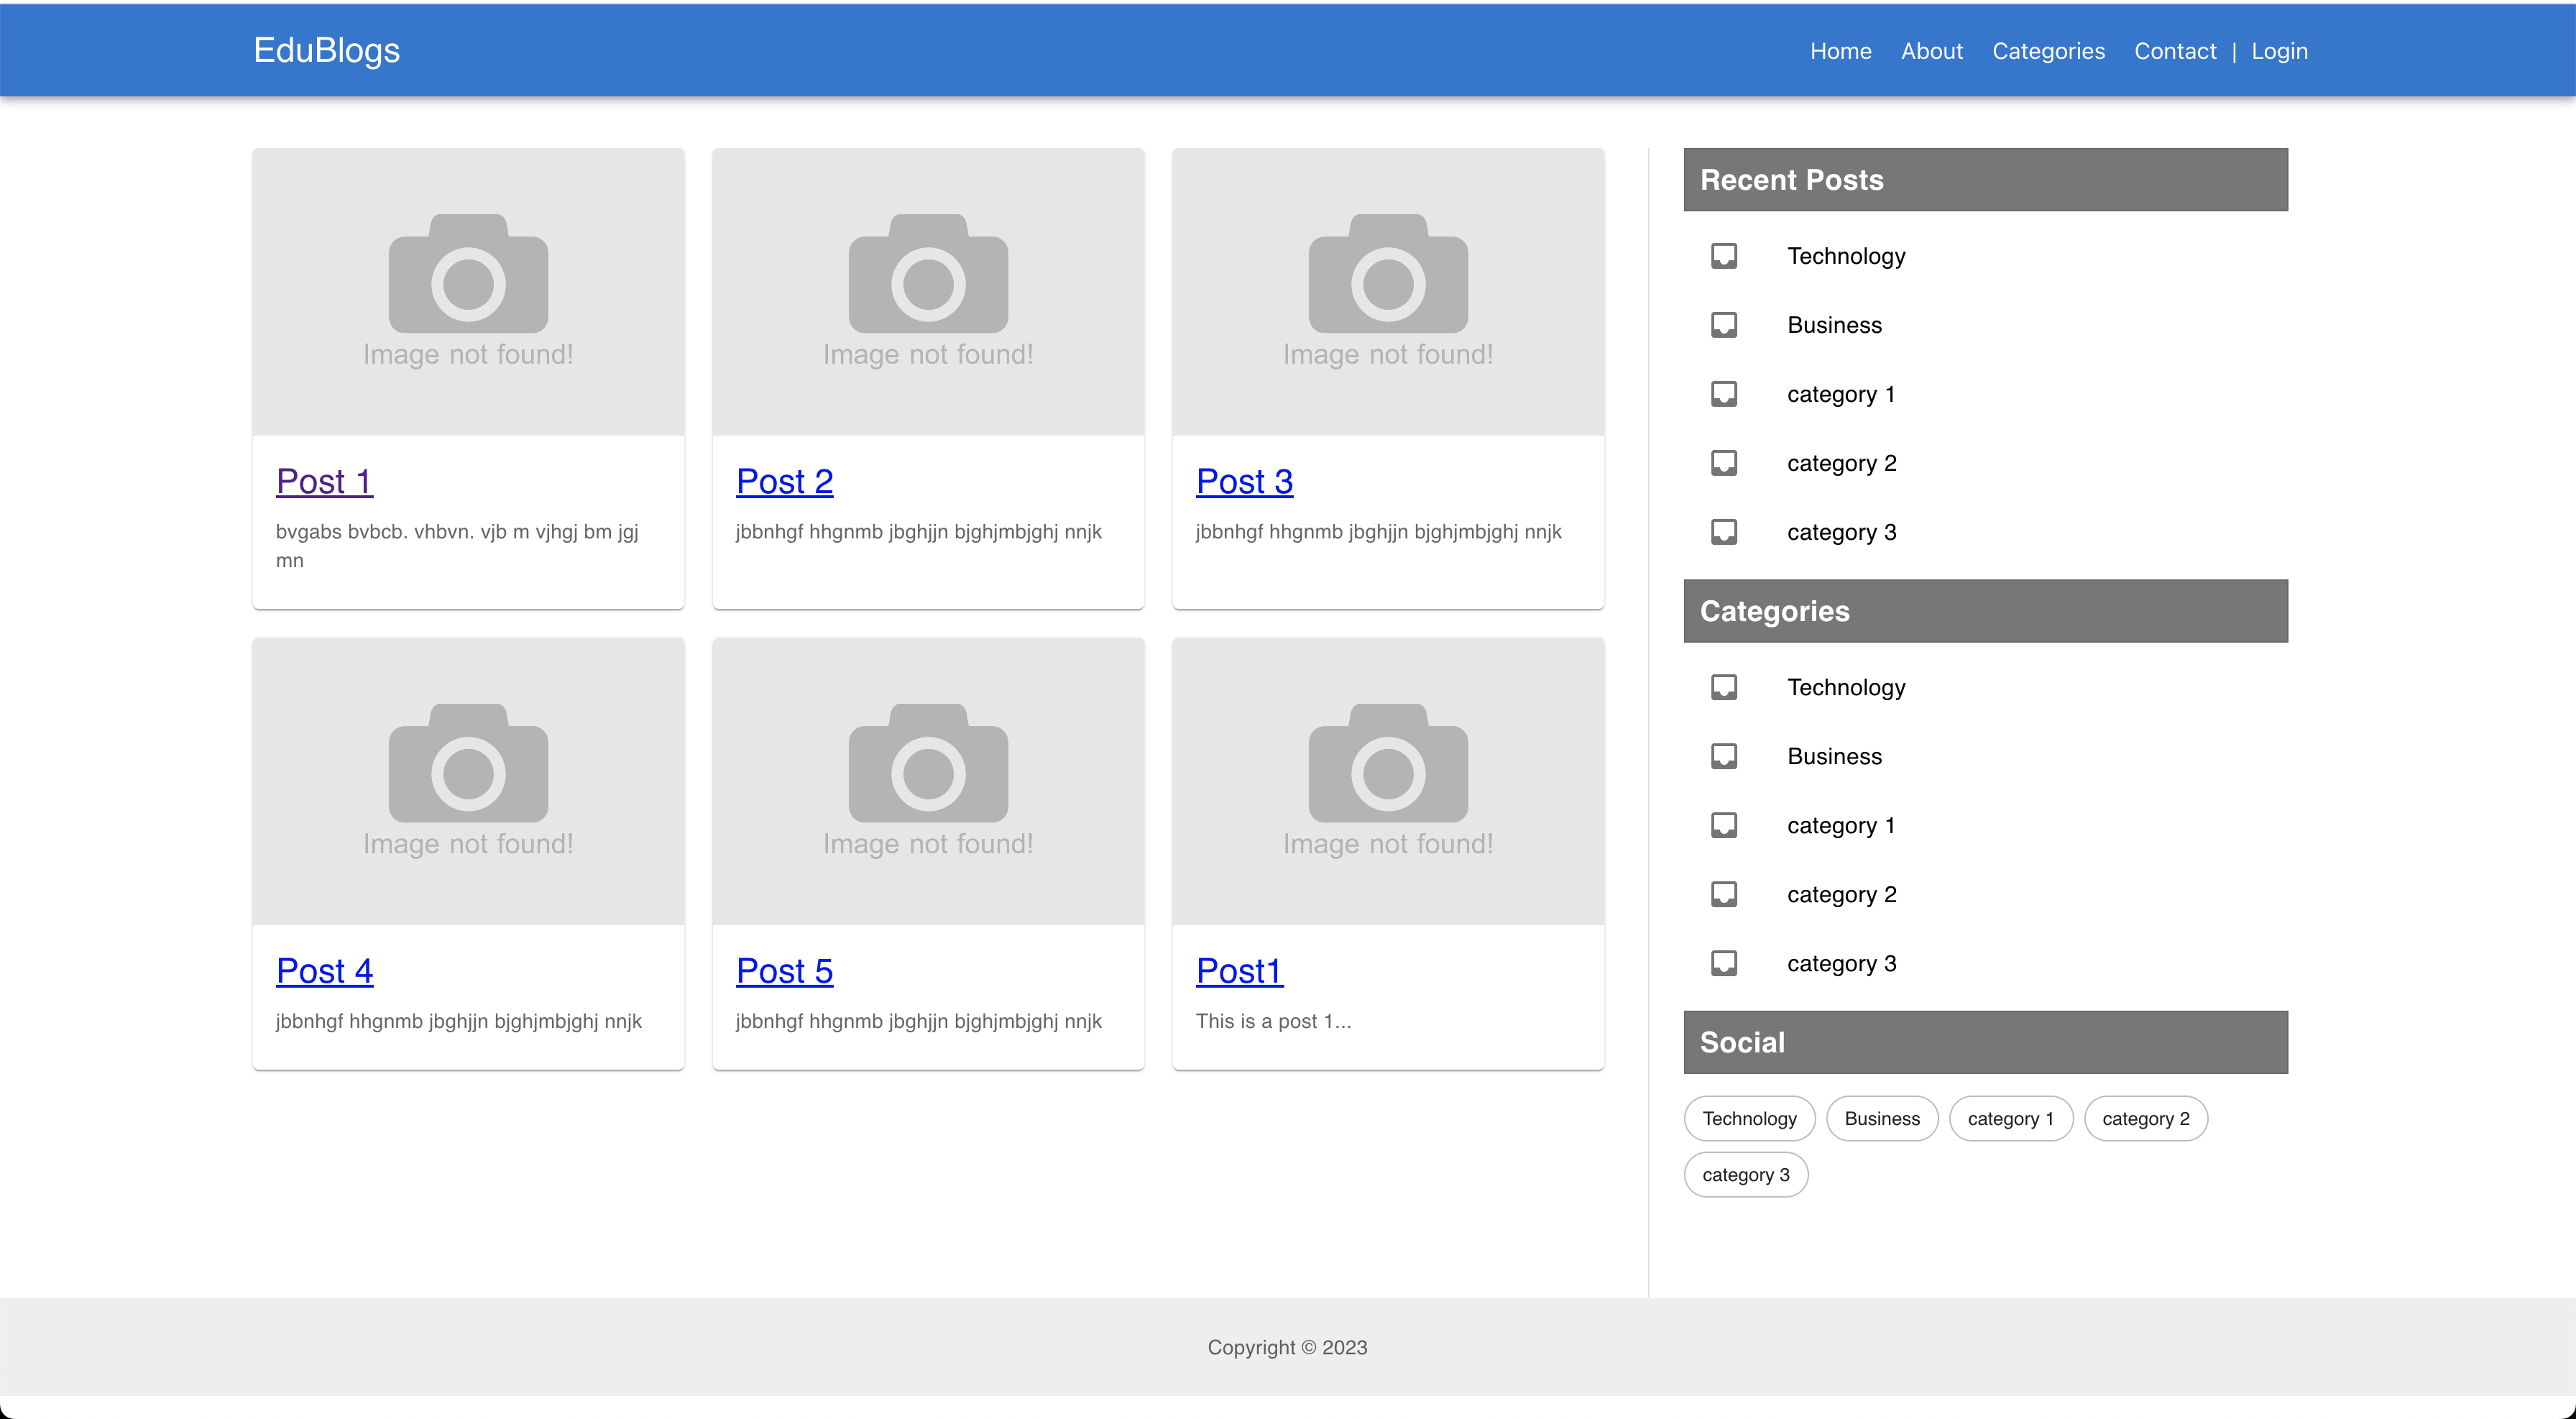 EduBlogs
Home About Categories Contact | Login
Image not found!
Post 1
bvgabs bvbcb. vhbvn. vjb m vjhgj bm jgj
mn
Image not found!
Post 2
jbbnhgf hhgnmb jbghjjn bjghjmbjghj nnjk
Image not found!
Post 3
jbbnhgf hhgnmb jbghjjn bjghjmbjghj nnjk
Image not found!
Post 4
jbbnhgf hhgnmb jbghjjn bjghjmbjghj nnjk
Image not found!
Post 5
jbbnhgf hhgnmb jbghjjn bjghjmbjghj nnjk
Image not found!
Post1
This is a post 1...
Recent Posts
Technology
Business
category 1
category 2
category 3
Categories
Technology
Business
category 1
category 2
category 3
Social
Technology Business category 1 category 2
category 3
Copyright © 2023